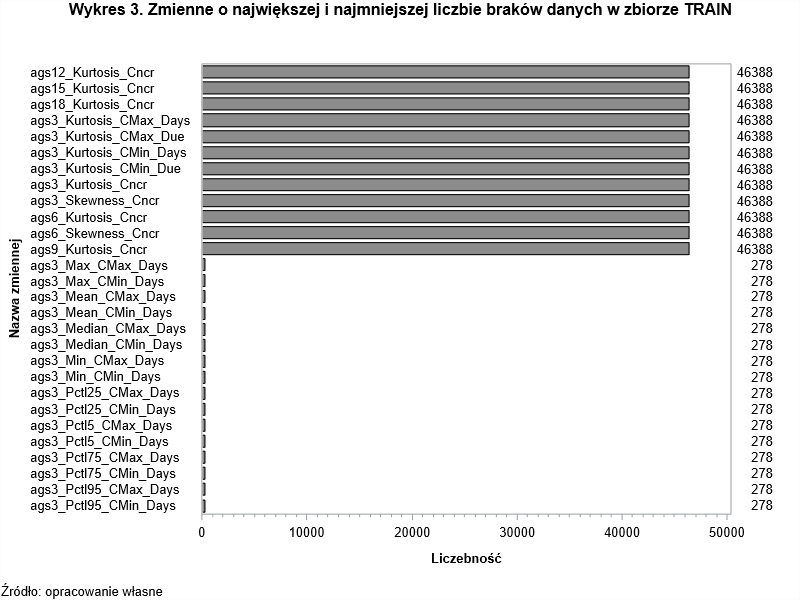 Wykres 3. Zmienne o największej i najmniejszej liczbie braków danych w zbiorze TRAIN
Nazwa zmiennej
ags12_Kurtosis_Cncr 46388
ags15_Kurtosis_Cncr 46388
ags18_Kurtosis_Cncr 46388
ags3_Kurtosis_CMax_Days 46388
ags3_Kurtosis_CMax_Due 46388
ags3_Kurtosis_CMin_Days 46388
ags3_Kurtosis_CMin_Due 46388
ags3_Kurtosis_Cncr 46388
ags3_Skewness_Cncr 46388
ags6_Kurtosis_Cncr 46388
ags6_Skewness_Cncr 46388
ags9_Kurtosis_Cncr 46388
ags3_Max_CMax_Days 278
ags3_Max_CMin_Days 278
ags3_Mean_CMax_Days 278
ags3_Mean_CMin_Days 278
ags3_Median_CMax_Days 278
ags3_Median_CMin_Days 278
ags3_Min_CMax_Days 278
ags3_Min_CMin_Days 278
ags3_Pctl25_CMax_Days 278
ags3_Pctl25_CMin_Days 278
ags3_Pctl5_CMax_Days 278
ags3_Pctl5_CMin_Days 278
ags3_Pctl75_CMax_Days 278
ags3_Pctl75_CMin_Days 278
ags3_Pctl95_CMax_Days 278
ags3_Pctl95_CMin_Days 278
0 10000 20000 30000 40000 50000
Liczebność
Źródło: opracowanie własne